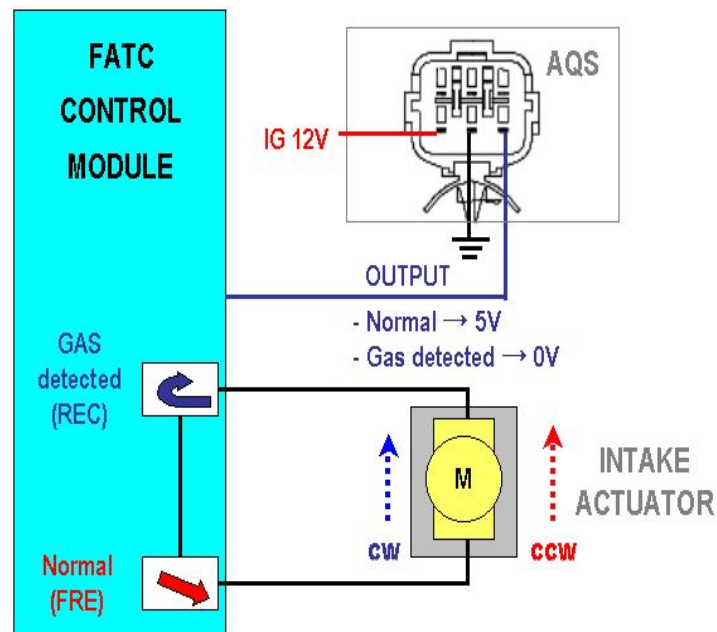 FATC
CONTROL
MODULE
AQS
IG 12V
OUTPUT
- Normal → 5V
- Gas detected → 0V
GAS
detected
(REC)
M
CW
CCW
INTAKE
ACTUATOR
Normal
(FRE)